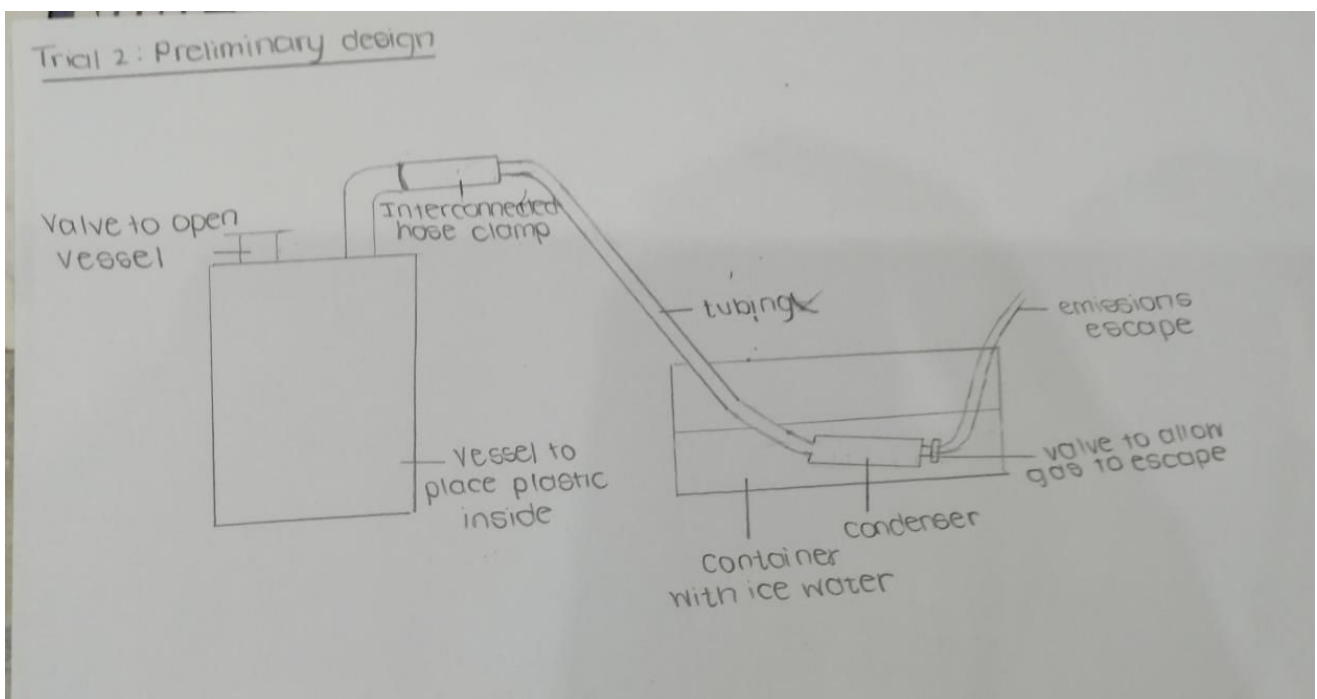 Trial 2: Preliminary design
Valve to open
vessel
Interconnected
hose clamp
tubing
emissions
escape
vessel to
place plastic
inside
valve to allow
gas to escape
condenser
container
with ice water